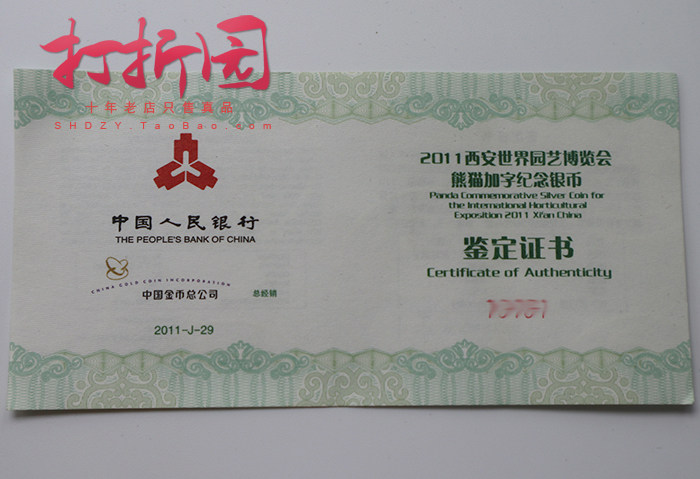 打折园
十年老店只售真品
SHDZY.TaoBao.com
中国人民银行
THE PEOPLE'S BANK OF CHINA
CHINA GOLD COIN INCORPORATION
中国金币总公司 总经销
2011-J-29
2011西安世界园艺博览会
熊猫加字纪念银币
Panda Commemorative Silver Coin for
the International Horticultural
Exposition 2011 Xi'an China
鉴定证书
Certificate of Authenticity